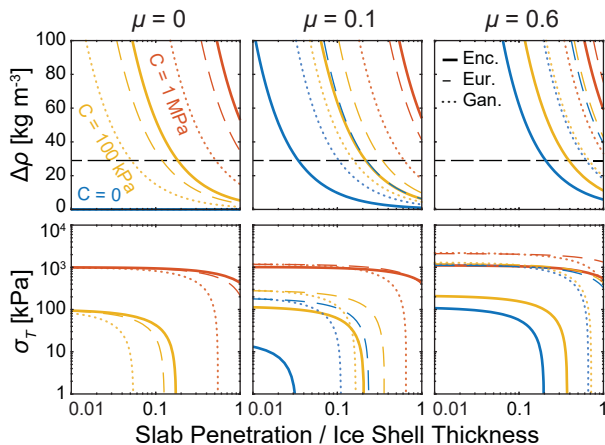 μ = 0
μ = 0.1
μ = 0.6
Δρ [kg m⁻³]
100
80
60
40
20
0
C = 1 MPa
C = 100 kPa
C = 0
Enc.
Eur.
Gan.
σ_T [kPa]
10⁴
10³
100
10
1
0.01 0.1 1 0.01 0.1 1 0.01 0.1 1
Slab Penetration / Ice Shell Thickness